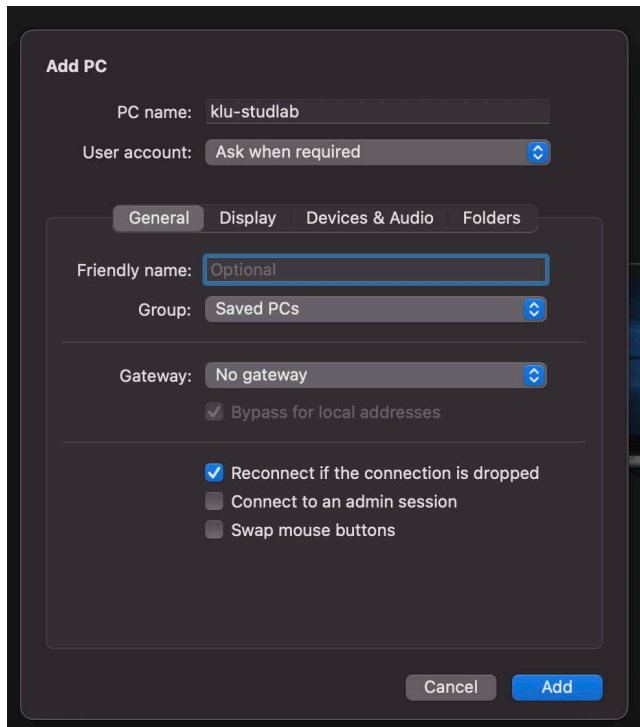 Add PC
PC name: klu-studlab
User account: Ask when required
General Display Devices & Audio Folders
Friendly name: Optional
Group: Saved PCs
Gateway: No gateway
Bypass for local addresses
Reconnect if the connection is dropped
Connect to an admin session
Swap mouse buttons
Cancel Add